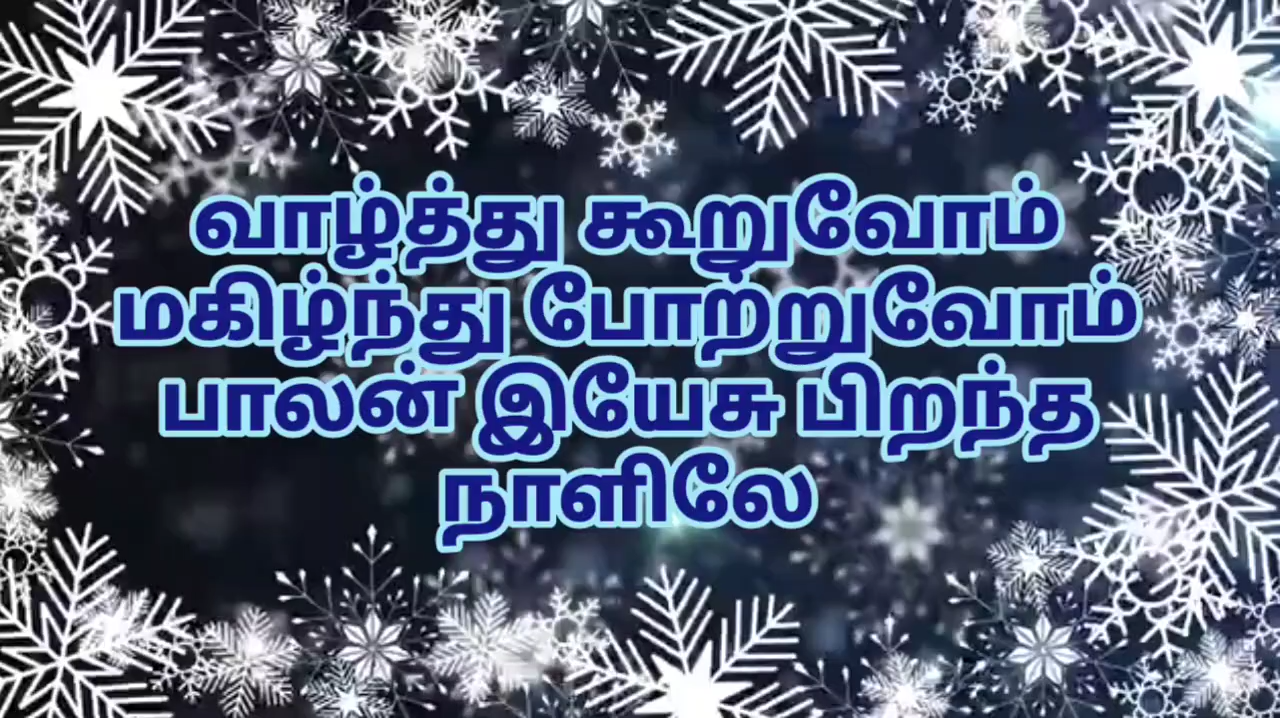 வாழ்த்து கூறுவோம்
மகிழ்ந்து போற்றுவோம்
பாலன் இயேசு பிறந்த
நாளிலே